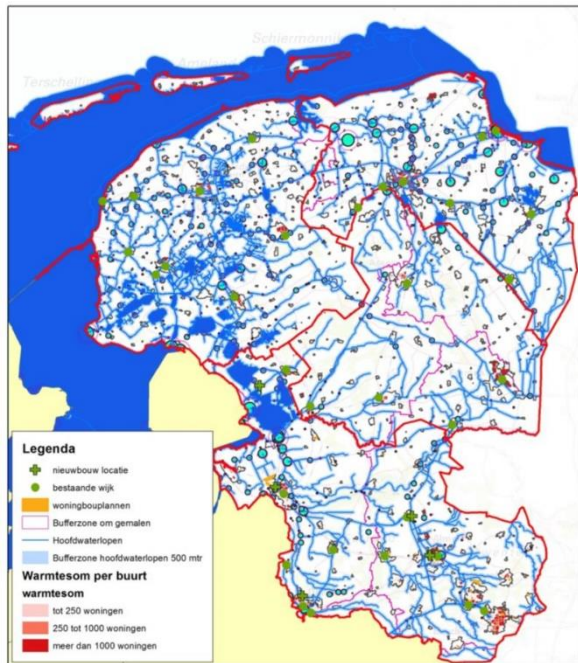 Schiermonnik
Ameland
Terschelling
Legenda
nieuwbouw locatie
bestaande wijk
woningbouplannen
Bufferzone om gemalen
Hoofdwaterlopen
Bufferzone hoofdwaterlopen 500 mtr
Warmtesom per buurt
warmtesom
tot 250 woningen
250 tot 1000 woningen
meer dan 1000 woningen